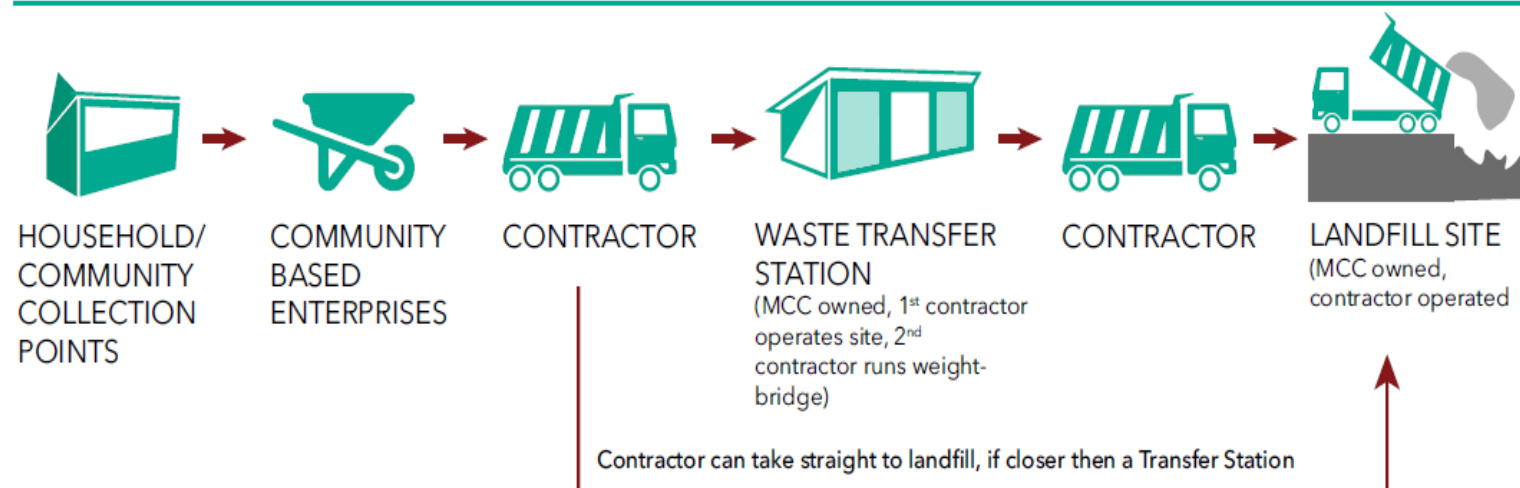 HOUSEHOLD/
COMMUNITY
COLLECTION
POINTS
COMMUNITY
BASED
ENTERPRISES
CONTRACTOR
WASTE TRANSFER
STATION
(MCC owned, 1st contractor
operates site, 2nd
contractor runs weight-
bridge)
CONTRACTOR
LANDFILL SITE
(MCC owned,
contractor operated
Contractor can take straight to landfill, if closer then a Transfer Station